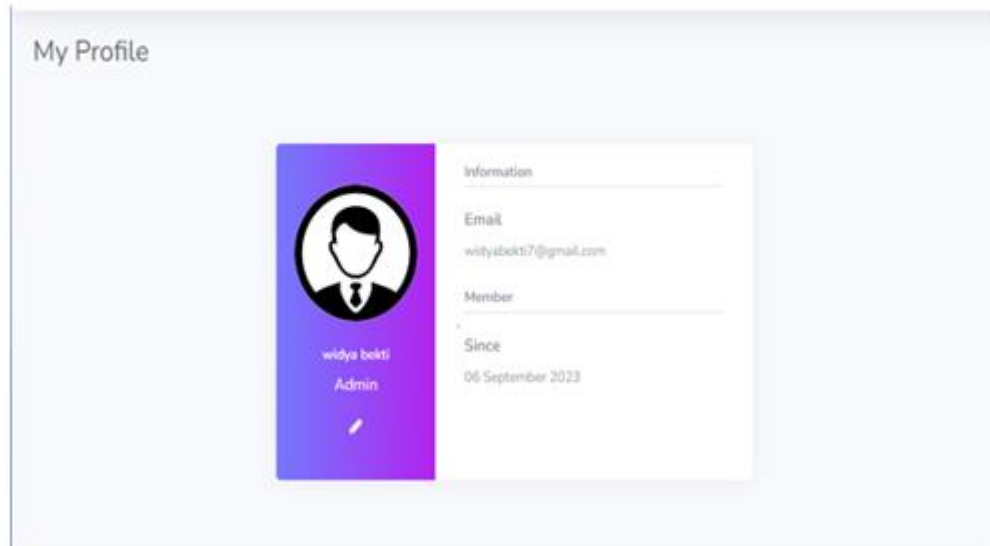 My Profile
widya bekti
Admin
Information
Email
widyabekti7@gmail.com
Member
Since
06 September 2023